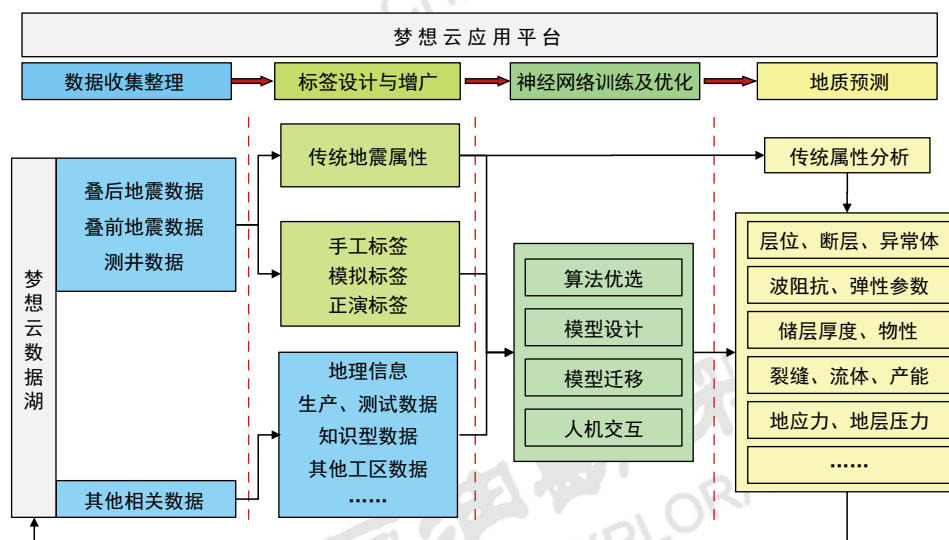 梦想云应用平台
数据收集整理
标签设计与增广
神经网络训练及优化
地质预测
梦想云数据湖
叠后地震数据
叠前地震数据
测井数据
其他相关数据
传统地震属性
手工标签
模拟标签
正演标签
地理信息
生产、测试数据
知识型数据
其他工区数据
……
算法优选
模型设计
模型迁移
人机交互
传统属性分析
层位、断层、异常体
波阻抗、弹性参数
储层厚度、物性
裂缝、流体、产能
地应力、地层压力
……